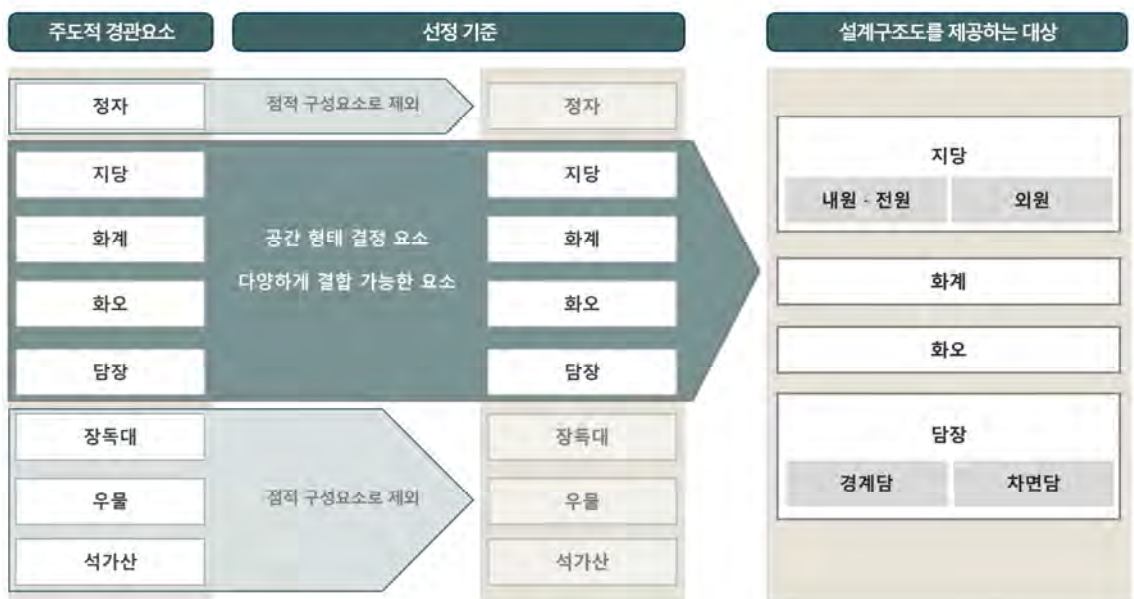 주도적 경관요소
선정 기준
설계구조도를 제공하는 대상
정자
점적 구성요소로 제외
정자
지당
화계
화오
담장
공간 형태 결정 요소
다양하게 결합 가능한 요소
지당
화계
화오
담장
장독대
우물
석가산
점적 구성요소로 제외
장독대
우물
석가산
지당
내원 - 전원
외원
화계
화오
담장
경계담
차면담